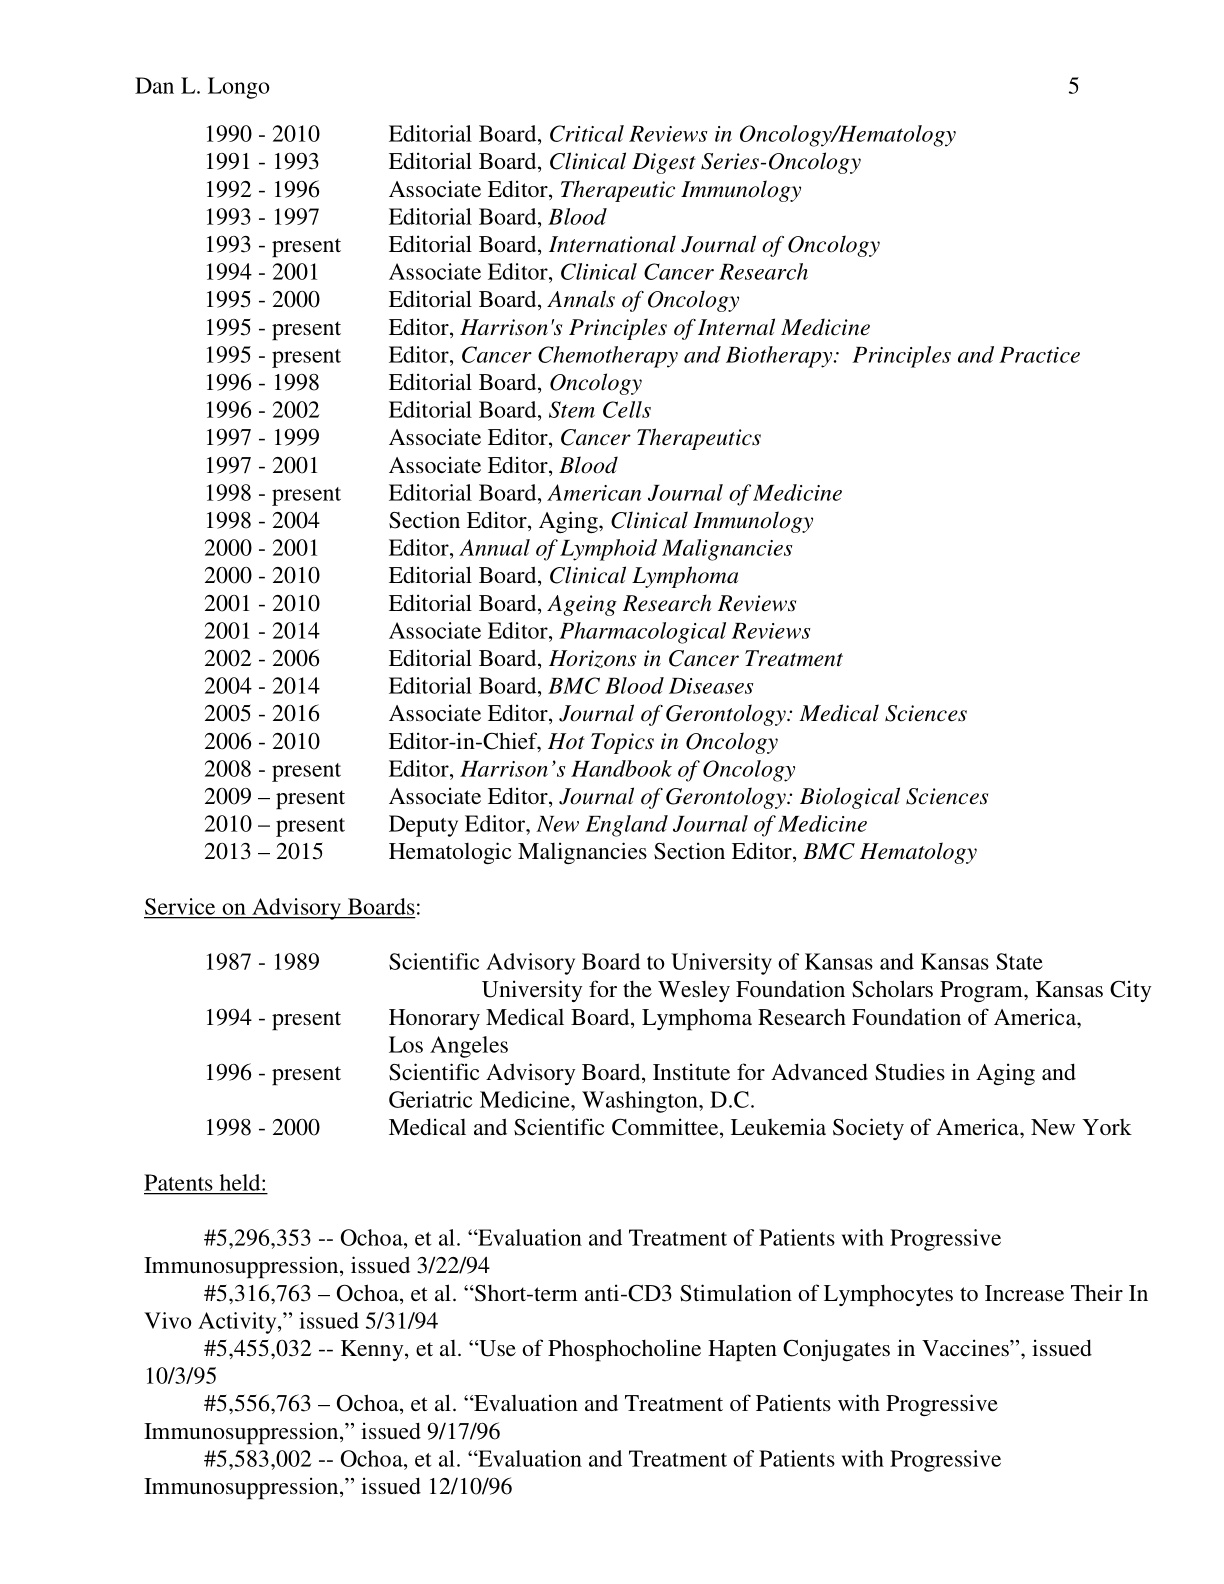 Dan L. Longo 5
1990 - 2010 Editorial Board, Critical Reviews in Oncology/Hematology
1991 - 1993 Editorial Board, Clinical Digest Series-Oncology
1992 - 1996 Associate Editor, Therapeutic Immunology
1993 - 1997 Editorial Board, Blood
1993 - present Editorial Board, International Journal of Oncology
1994 - 2001 Associate Editor, Clinical Cancer Research
1995 - 2000 Editorial Board, Annals of Oncology
1995 - present Editor, Harrison's Principles of Internal Medicine
1995 - present Editor, Cancer Chemotherapy and Biotherapy: Principles and Practice
1996 - 1998 Editorial Board, Oncology
1996 - 2002 Editorial Board, Stem Cells
1997 - 1999 Associate Editor, Cancer Therapeutics
1997 - 2001 Associate Editor, Blood
1998 - present Editorial Board, American Journal of Medicine
1998 - 2004 Section Editor, Aging, Clinical Immunology
2000 - 2001 Editor, Annual of Lymphoid Malignancies
2000 - 2010 Editorial Board, Clinical Lymphoma
2001 - 2010 Editorial Board, Ageing Research Reviews
2001 - 2014 Associate Editor, Pharmacological Reviews
2002 - 2006 Editorial Board, Horizons in Cancer Treatment
2004 - 2014 Editorial Board, BMC Blood Diseases
2005 - 2016 Associate Editor, Journal of Gerontology: Medical Sciences
2006 - 2010 Editor-in-Chief, Hot Topics in Oncology
2008 - present Editor, Harrison’s Handbook of Oncology
2009 – present Associate Editor, Journal of Gerontology: Biological Sciences
2010 – present Deputy Editor, New England Journal of Medicine
2013 – 2015 Hematologic Malignancies Section Editor, BMC Hematology
Service on Advisory Boards:
1987 - 1989 Scientific Advisory Board to University of Kansas and Kansas State
University for the Wesley Foundation Scholars Program, Kansas City
1994 - present Honorary Medical Board, Lymphoma Research Foundation of America,
Los Angeles
1996 - present Scientific Advisory Board, Institute for Advanced Studies in Aging and
Geriatric Medicine, Washington, D.C.
1998 - 2000 Medical and Scientific Committee, Leukemia Society of America, New York
Patents held:
#5,296,353 -- Ochoa, et al. “Evaluation and Treatment of Patients with Progressive
Immunosuppression, issued 3/22/94
#5,316,763 – Ochoa, et al. “Short-term anti-CD3 Stimulation of Lymphocytes to Increase Their In
Vivo Activity,” issued 5/31/94
#5,455,032 -- Kenny, et al. “Use of Phosphocholine Hapten Conjugates in Vaccines”, issued
10/3/95
#5,556,763 – Ochoa, et al. “Evaluation and Treatment of Patients with Progressive
Immunosuppression,” issued 9/17/96
#5,583,002 -- Ochoa, et al. “Evaluation and Treatment of Patients with Progressive
Immunosuppression,” issued 12/10/96